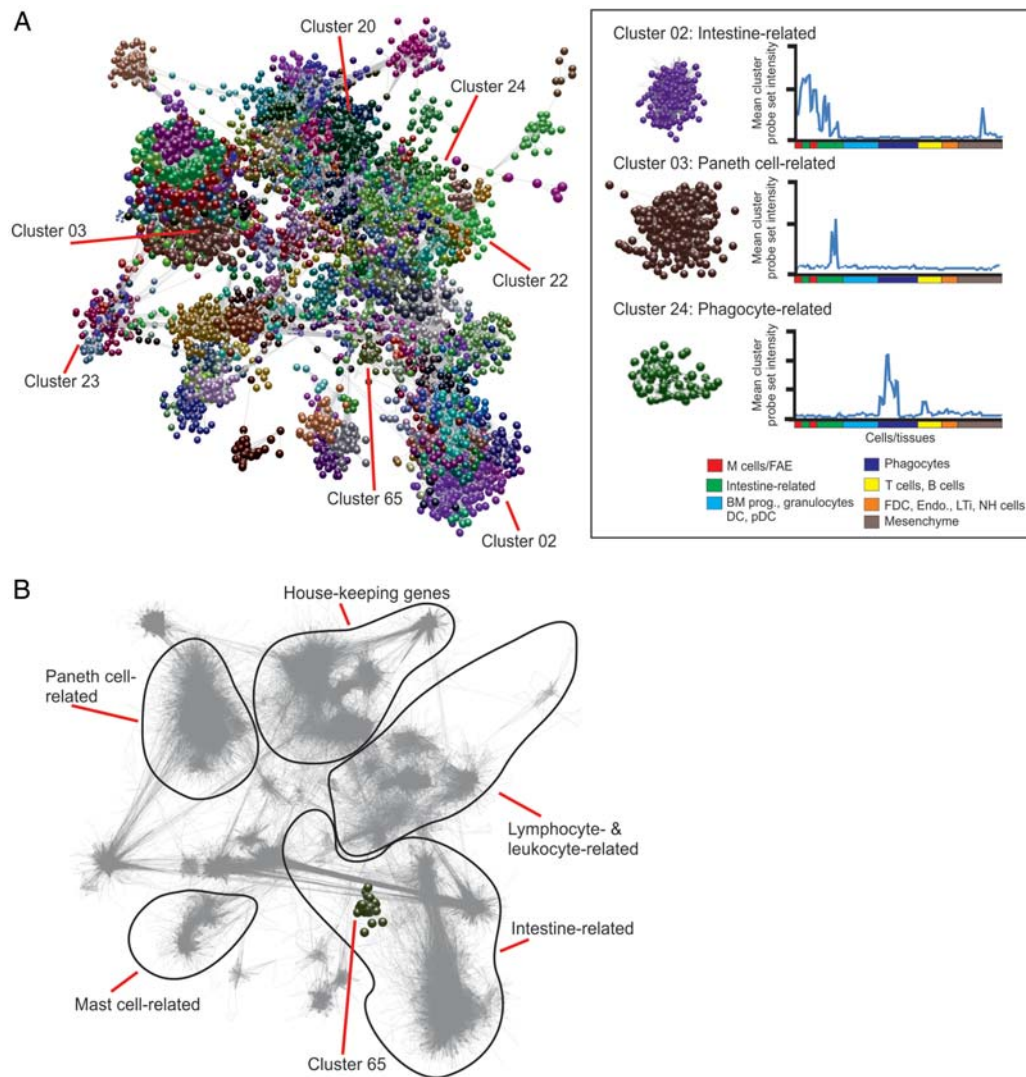 A
Cluster 20
Cluster 24
Cluster 03
Cluster 22
Cluster 23
Cluster 65
Cluster 02
Cluster 02: Intestine-related
Mean cluster
probe set intensity
Cluster 03: Paneth cell-related
Mean cluster
probe set intensity
Cluster 24: Phagocyte-related
Mean cluster
probe set intensity
Cells/tissues
M cells/FAE
Intestine-related
BM prog., granulocytes
DC, pDC
Phagocytes
T cells, B cells
FDC, Endo., LTi, NH cells
Mesenchyme
B
House-keeping genes
Paneth cell-
related
Lymphocyte- &
leukocyte-related
Intestine-related
Mast cell-related
Cluster 65